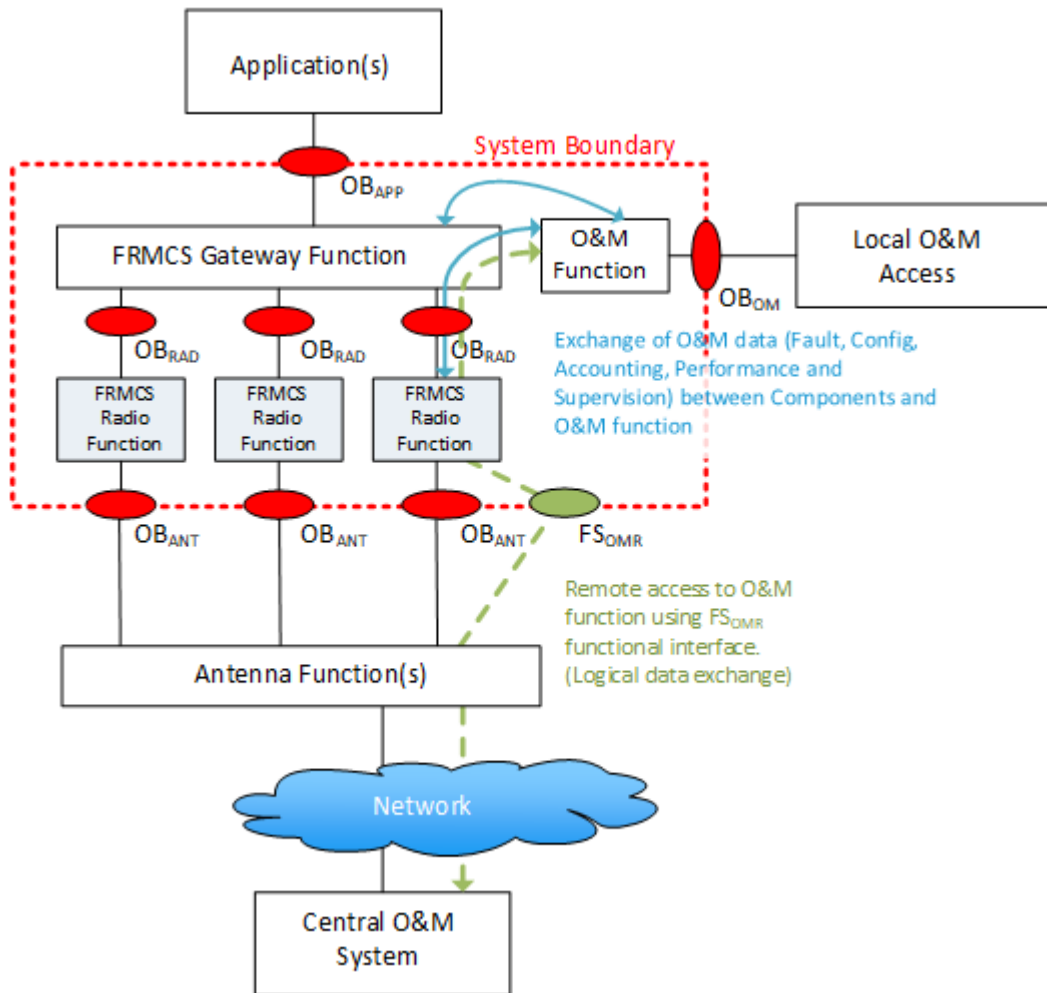 Application(s)
System Boundary
OBAPP
FRMCS Gateway Function
O&M
Function
Local O&M
Access
OBOM
OBRAD
OBRAD
OBRAD
Exchange of O&M data (Fault, Config,
Accounting, Performance and
Supervision) between Components and
O&M function
FRMCS
Radio
Function
FRMCS
Radio
Function
FRMCS
Radio
Function
OBANT
OBANT
OBANT
FSOMR
Remote access to O&M
function using FSOMR
functional interface.
(Logical data exchange)
Antenna Function(s)
Network
Central O&M
System